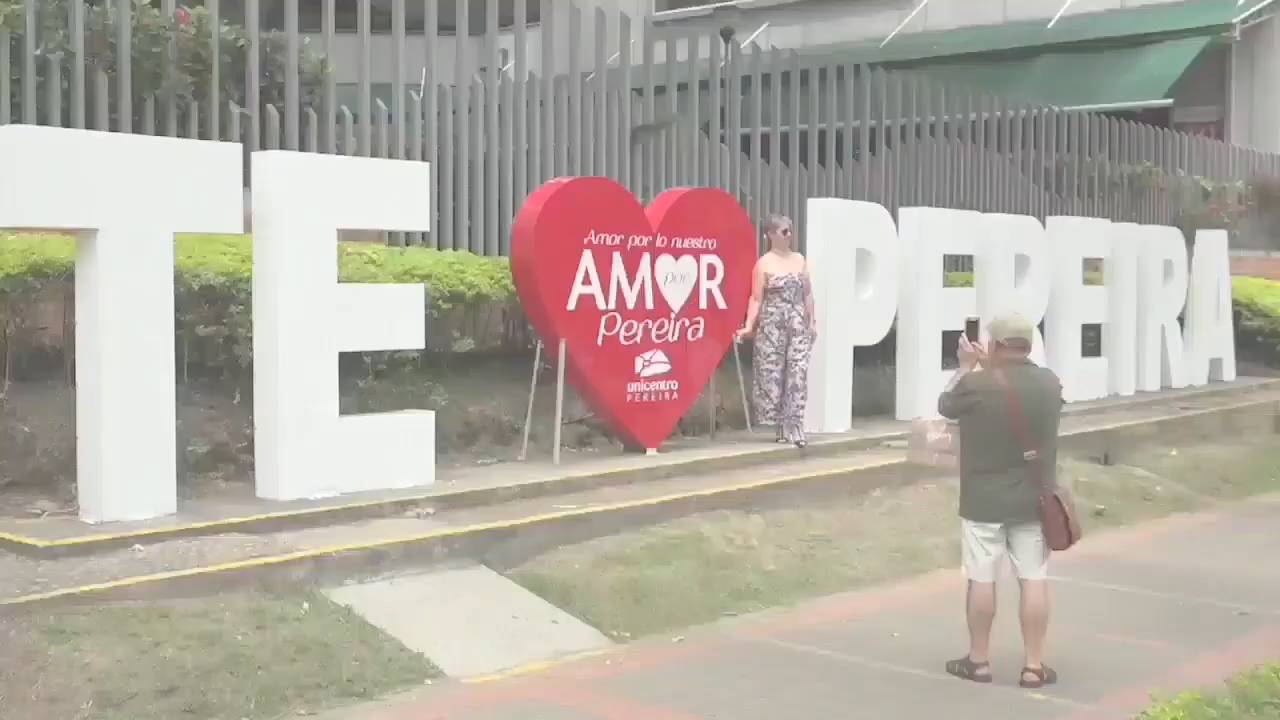 TE
Amor por lo nuestro
AMOR
por
Pereira
unicentro
PEREIRA
PEREIRA